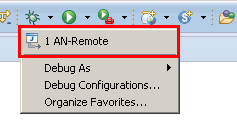 1 AN-Remote
Debug As
Debug Configurations...
Organize Favorites...